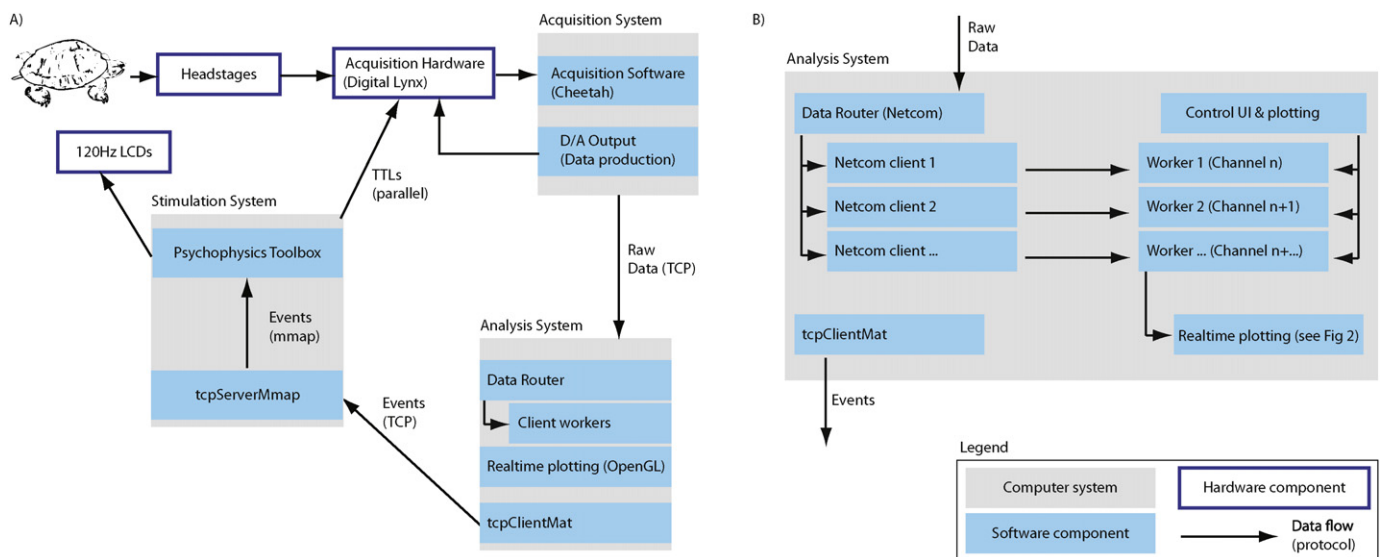 A)
Headstages
Acquisition Hardware
(Digital Lynx)
Acquisition System
Acquisition Software
(Cheetah)
D/A Output
(Data production)
120Hz LCDs
TTLs
(parallel)
Stimulation System
Psychophysics Toolbox
Events
(mmap)
tcpServerMmap
Raw
Data (TCP)
Analysis System
Data Router
Client workers
Realtime plotting (OpenGL)
tcpClientMat
Events
(TCP)
B)
Raw
Data
Analysis System
Data Router (Netcom)
Control UI & plotting
Netcom client 1
Worker 1 (Channel n)
Netcom client 2
Worker 2 (Channel n+1)
Netcom client ...
Worker ... (Channel n+...)
tcpClientMat
Realtime plotting (see Fig 2)
Events
Legend
Computer system
Hardware component
Software component
Data flow
(protocol)